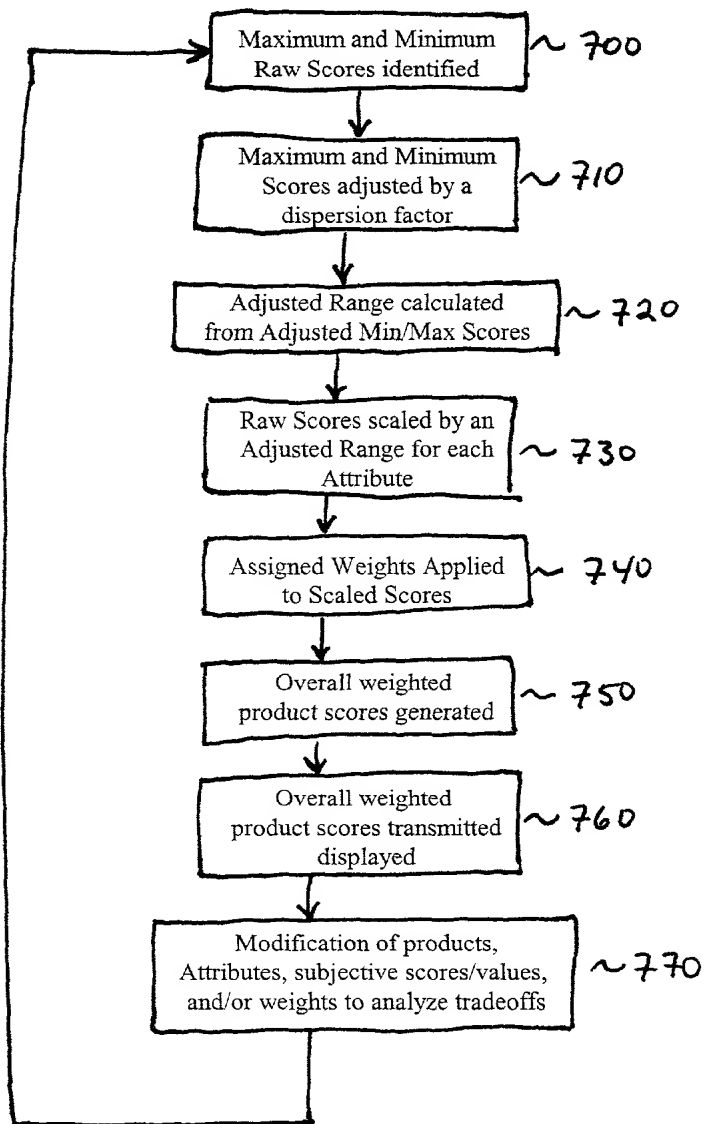 Maximum and Minimum
Raw Scores identified
~ 700
Maximum and Minimum
Scores adjusted by a
dispersion factor
~ 710
Adjusted Range calculated
from Adjusted Min/Max Scores
~ 720
Raw Scores scaled by an
Adjusted Range for each
Attribute
~ 730
Assigned Weights Applied
to Scaled Scores
~ 740
Overall weighted
product scores generated
~ 750
Overall weighted
product scores transmitted
displayed
~ 760
Modification of products,
Attributes, subjective scores/values,
and/or weights to analyze tradeoffs
~ 770